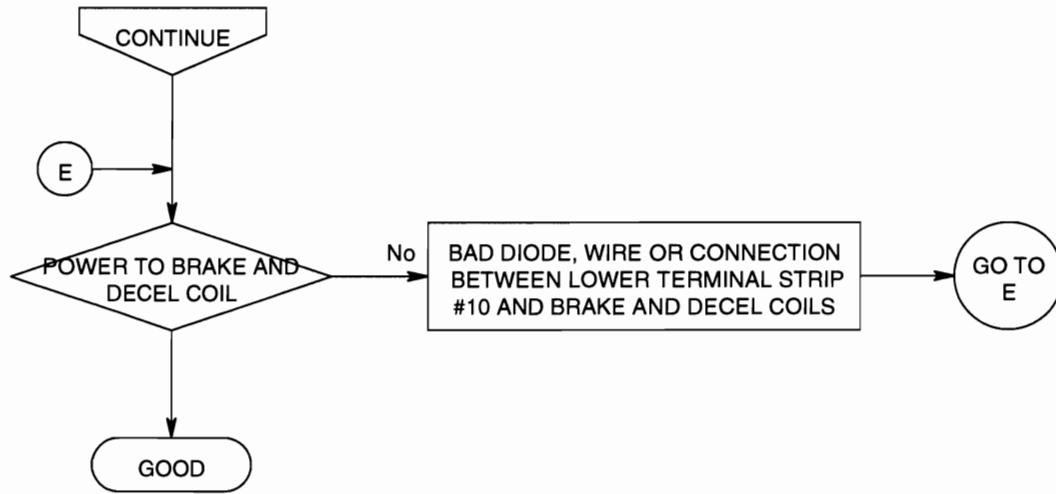 CONTINUE
E
POWER TO BRAKE AND
DECEL COIL
No
BAD DIODE, WIRE OR CONNECTION
BETWEEN LOWER TERMINAL STRIP
#10 AND BRAKE AND DECEL COILS
GO TO
E
GOOD